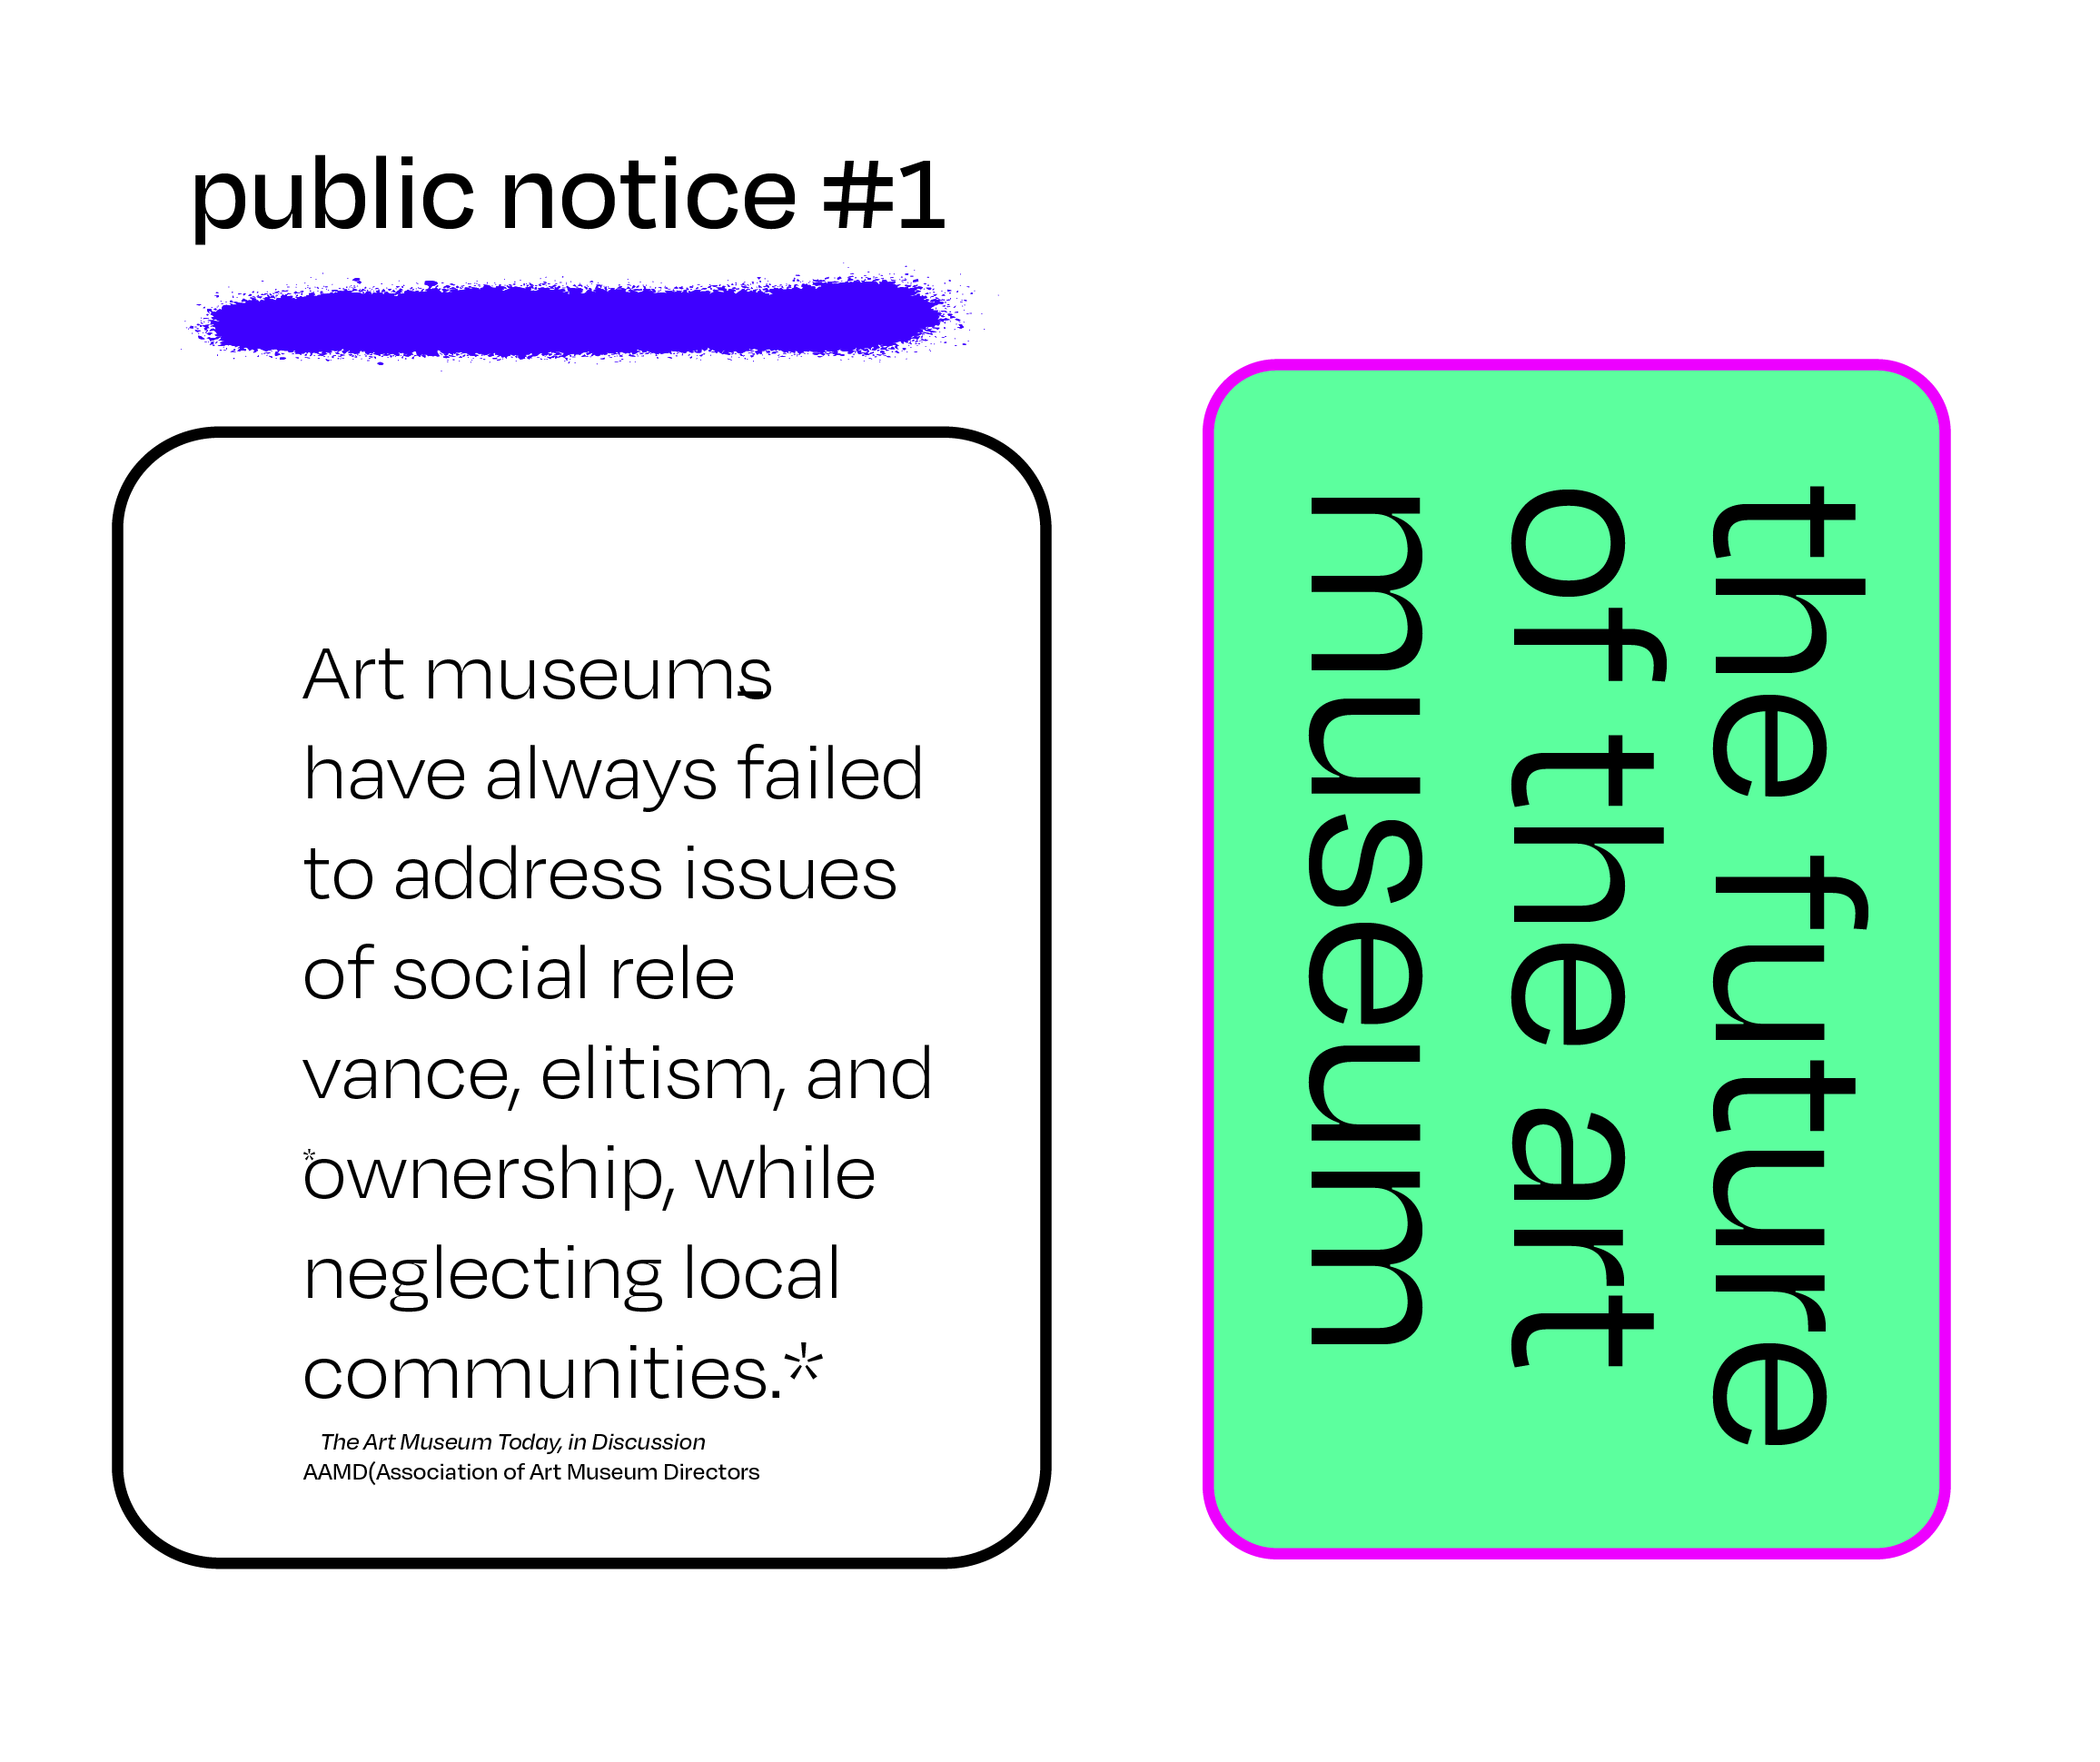 public notice #1
Art museums
have always failed
to address issues
of social rele
vance, elitism, and
*ownership, while
neglecting local
communities.*
The Art Museum Today, in Discussion
AAMD(Association of Art Museum Directors
the future
of the art
museum